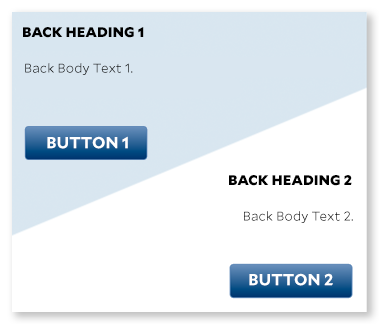 BACK HEADING 1
Back Body Text 1.
BUTTON 1
BACK HEADING 2
Back Body Text 2.
BUTTON 2